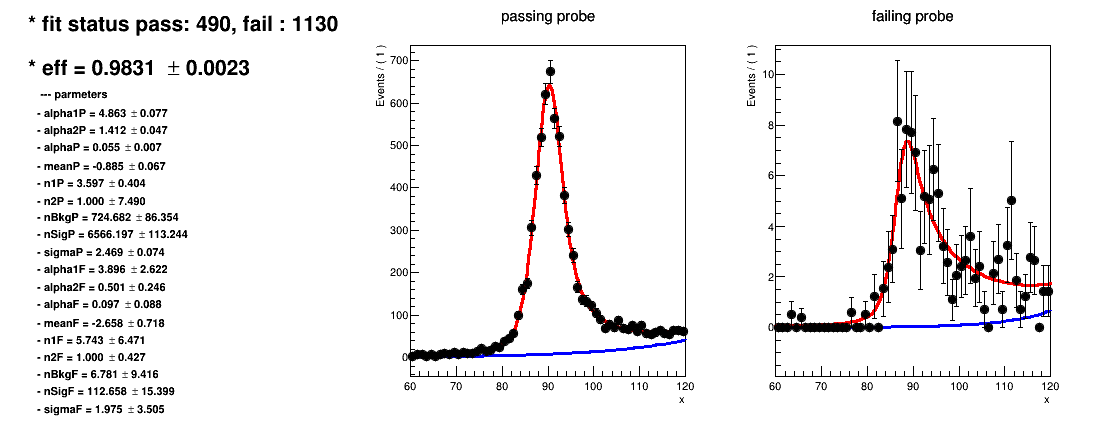 * fit status pass: 490, fail : 1130
* eff = 0.9831 ± 0.0023
--- parmeters
- alpha1P = 4.863 ± 0.077
- alpha2P = 1.412 ± 0.047
- alphaP = 0.055 ± 0.007
- meanP = -0.885 ± 0.067
- n1P = 3.597 ± 0.404
- n2P = 1.000 ± 7.490
- nBkgP = 724.682 ± 86.354
- nSigP = 6566.197 ± 113.244
- sigmaP = 2.469 ± 0.074
- alpha1F = 3.896 ± 2.622
- alpha2F = 0.501 ± 0.246
- alphaF = 0.097 ± 0.088
- meanF = -2.658 ± 0.718
- n1F = 5.743 ± 6.471
- n2F = 1.000 ± 0.427
- nBkgF = 6.781 ± 9.416
- nSigF = 112.658 ± 15.399
- sigmaF = 1.975 ± 3.505
passing probe
Events / ( 1 )
700
600
500
400
300
200
100
0
60 70 80 90 100 110 120
x
failing probe
Events / ( 1 )
10
8
6
4
2
0
60 70 80 90 100 110 120
x